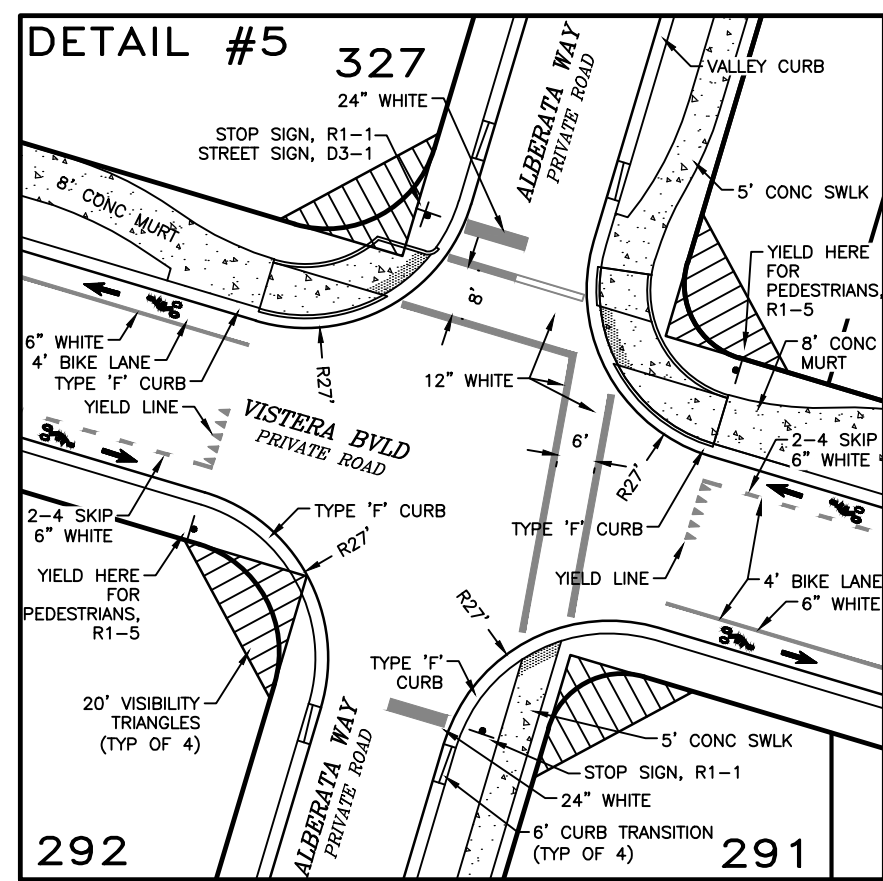 DETAIL #5
327
24" WHITE
STOP SIGN, R1-1
STREET SIGN, D3-1
ALBERATA WAY
PRIVATE ROAD
VALLEY CURB
8' CONC MURT
5' CONC SWLK
YIELD HERE
FOR
PEDESTRIANS,
R1-5
8'
6" WHITE
4' BIKE LANE
TYPE 'F' CURB
YIELD LINE
R27'
12" WHITE
8' CONC
MURT
VISTERA BVLD
PRIVATE ROAD
6'
2-4 SKIP
6" WHITE
R27'
2-4 SKIP
6" WHITE
TYPE 'F' CURB
R27'
TYPE 'F' CURB
YIELD HERE
FOR
PEDESTRIANS,
R1-5
YIELD LINE
4' BIKE LANE
6" WHITE
R27'
TYPE 'F'
CURB
20' VISIBILITY
TRIANGLES
(TYP OF 4)
ALBERATA WAY
PRIVATE ROAD
5' CONC SWLK
STOP SIGN, R1-1
24" WHITE
6' CURB TRANSITION
(TYP OF 4)
292
291